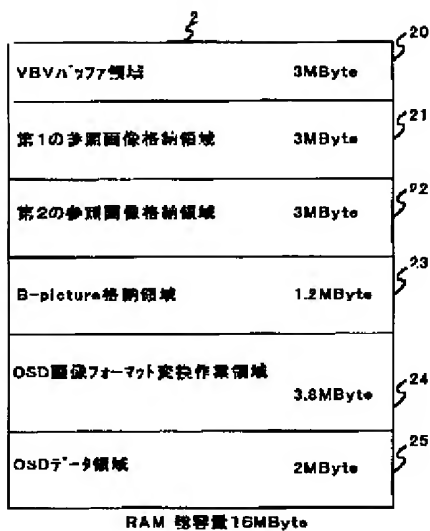 2
20
VBVバッファ領域 3MByte
21
第1の参照画像格納領域 3MByte
22
第2の参照画像格納領域 3MByte
23
B-picture格納領域 1.2MByte
OSD画像フォーマット変換作業領域
3.8MByte
24
25
OSDデータ領域 2MByte
RAM 総容量16MByte